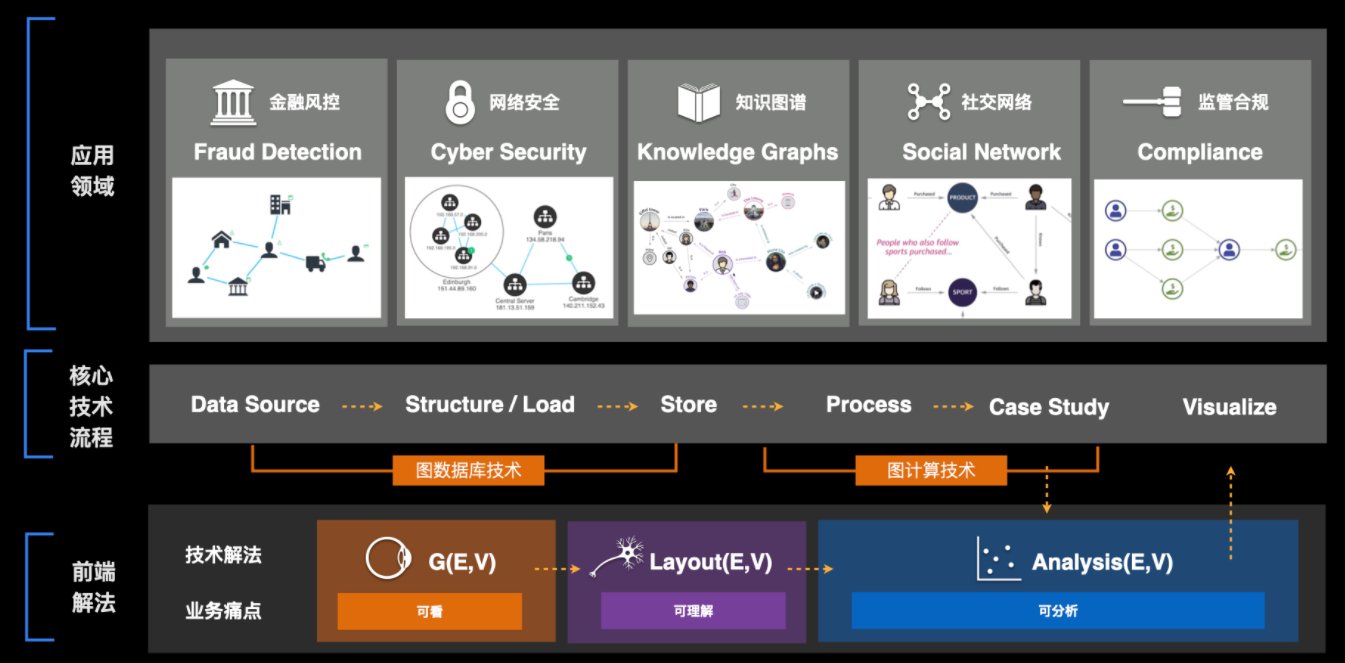 应用
领域
金融风控
Fraud Detection
网络安全
Cyber Security
192.168.37.0
192.168.200.0
192.168.91.0
Edinburgh
151.44.89.160
Paris
134.58.218.94
Central Server
181.13.51.159
Cambridge
140.211.152.43
知识图谱
Knowledge Graphs
社交网络
Social Network
Purchased
PRODUCT
Purchased
People who also follow
sports purchased...
Purchased
Follows
SPORT
Follows
监管合规
Compliance
核心
技术
流程
Data Source
Structure / Load
Store
Process
Case Study
Visualize
图数据库技术
图计算技术
前端
解法
技术解法
G(E,V)
Layout(E,V)
Analysis(E,V)
业务痛点
可看
可理解
可分析